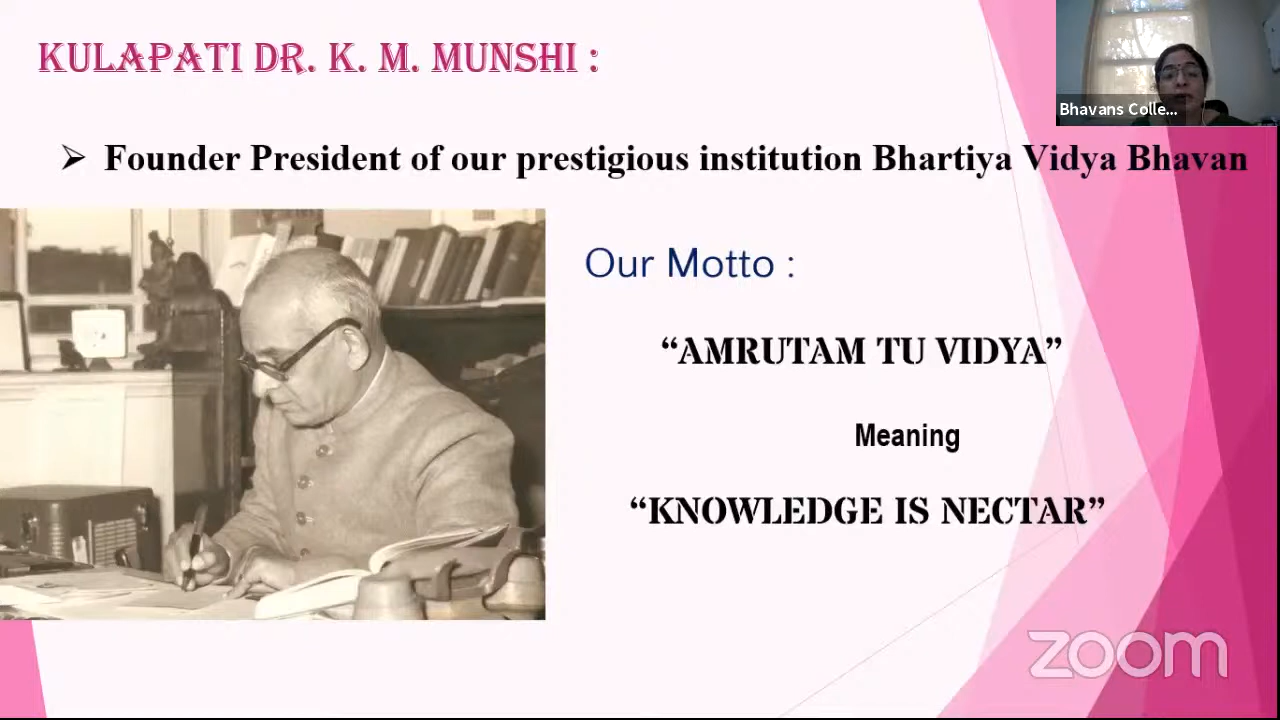 KULAPATI DR. K. M. MUNSHI :
Bhavans Colle...
➢ Founder President of our prestigious institution Bhartiya Vidya Bhavan
Our Motto :
“AMRUTAM TU VIDYA”
Meaning
“KNOWLEDGE IS NECTAR”
zoom